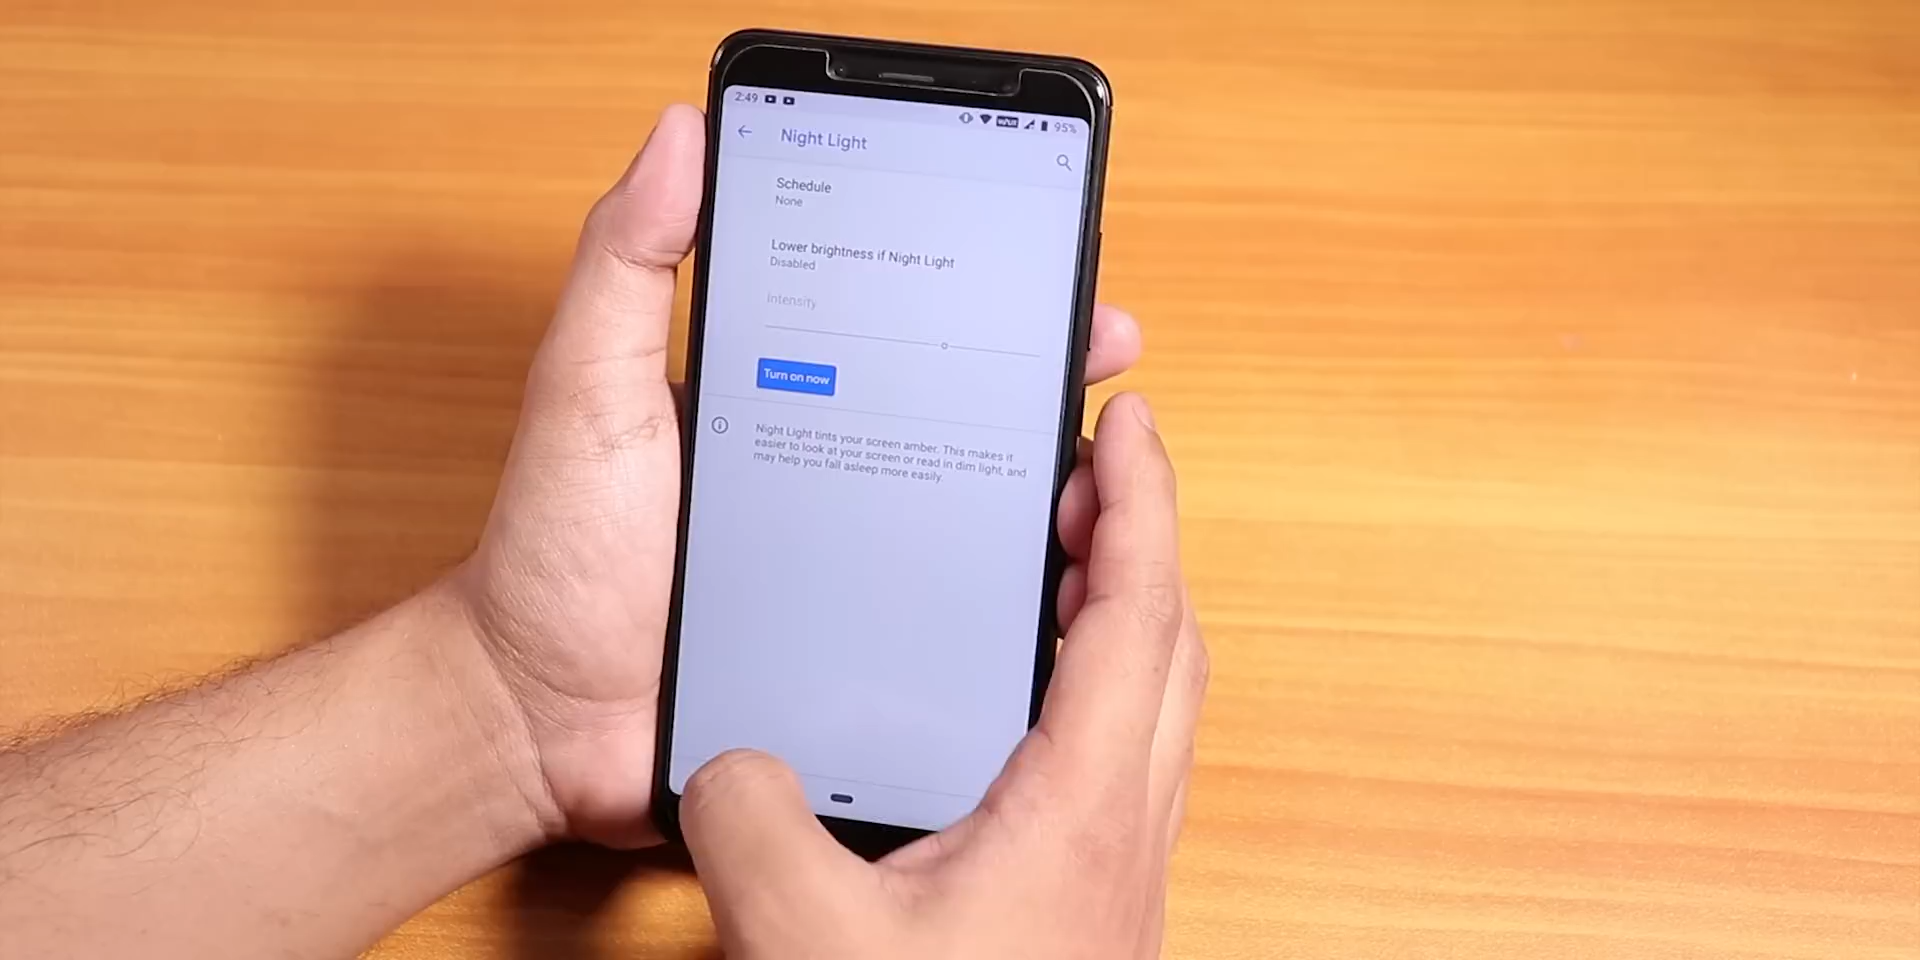 2:49
95%
Night Light
Schedule
None
Lower brightness if Night Light
Disabled
Intensity
Turn on now
Night Light tints your screen amber. This makes it
easier to look at your screen or read in dim light, and
may help you fall asleep more easily.